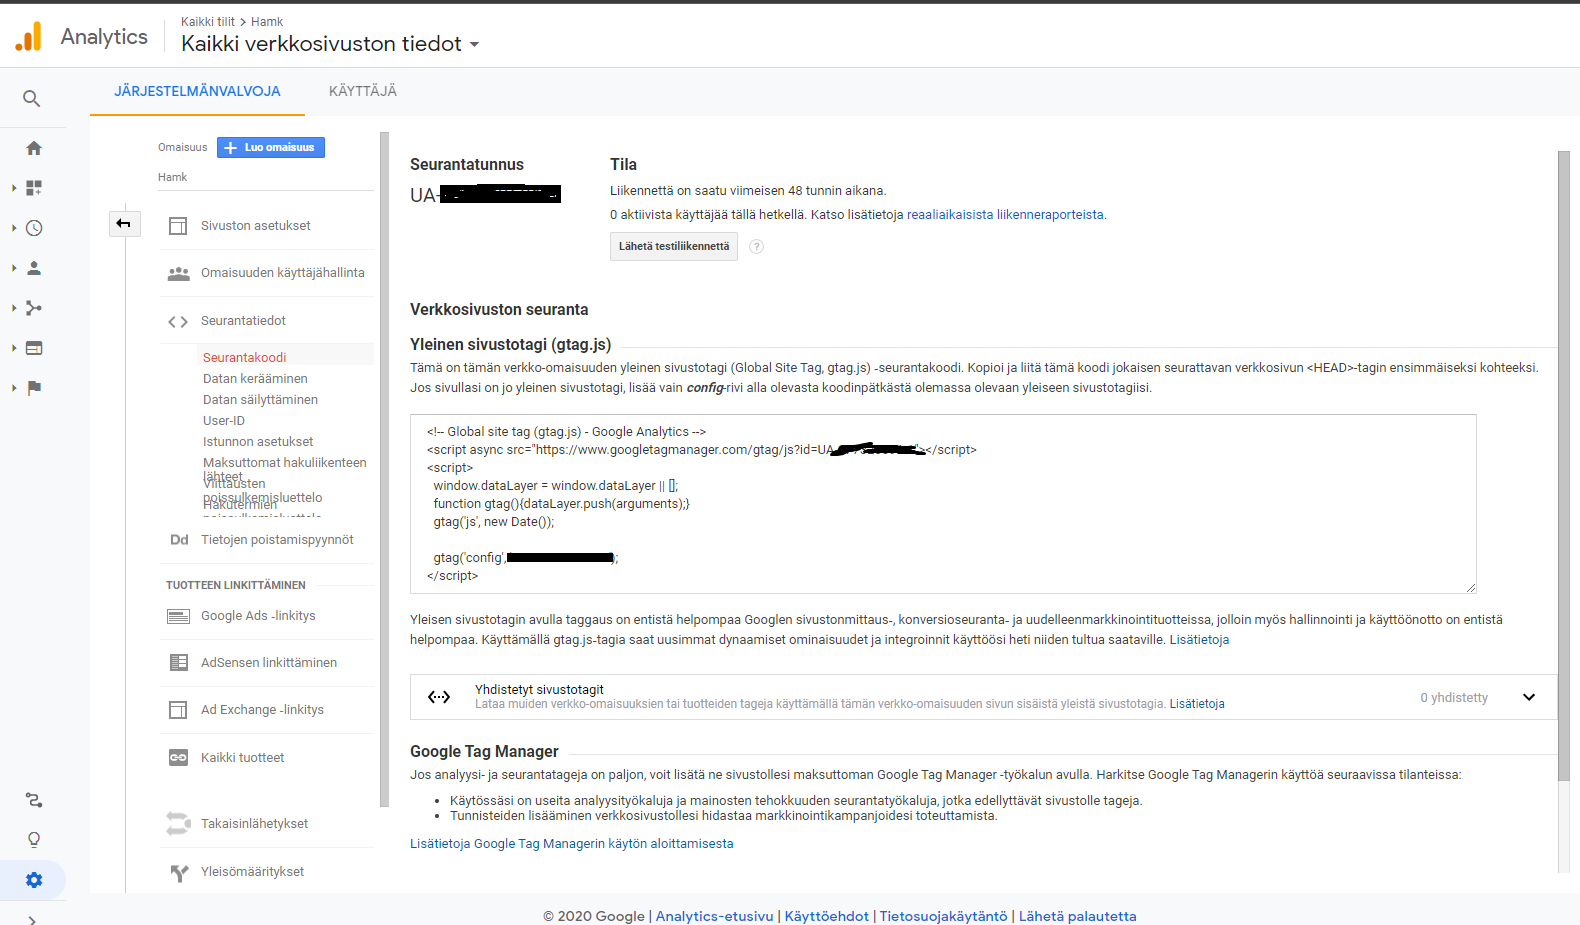 Analytics
Kaikki tilit > Hamk
Kaikki verkkosivuston tiedot
JÄRJESTELMÄNVALVOJA
KÄYTTÄJÄ
Omaisuus
Luo omaisuus
Hamk
Sivuston asetukset
Omaisuuden käyttäjähallinta
Seurantatiedot
Seurantakoodi
Datan kerääminen
Datan säilyttäminen
User-ID
Istunnon asetukset
Maksuttomat hakuliikenteen
lähteet
Viittausten
poissulkemisluettelo
Hakutermien
poissulkemisluettelo
Dd Tietojen poistamispyynnöt
TUOTTEEN LINKITTÄMINEN
Google Ads -linkitys
AdSensen linkittäminen
Ad Exchange -linkitys
Kaikki tuotteet
Takaisinlähetykset
Yleisömääritykset
Seurantatunnus
UA-
Tila
Liikennettä on saatu viimeisen 48 tunnin aikana.
0 aktiivista käyttäjää tällä hetkellä. Katso lisätietoja reaaliaikaisista liikenneraporteista.
Lähetä testiliikennettä ?
Verkkosivuston seuranta
Yleinen sivustotagi (gtag.js)
Tämä on tämän verkko-omaisuuden yleinen sivustotagi (Global Site Tag, gtag.js) -seurantakoodi. Kopioi ja liitä tämä koodi jokaisen seurattavan verkkosivun <HEAD>-tagin ensimmäiseksi kohteeksi.
Jos sivullasi on jo yleinen sivustotagi, lisää vain config-rivi alla olevasta koodinpätkästä olemassa olevaan yleiseen sivustotagiisi.
<!-- Global site tag (gtag.js) - Google Analytics -->
<script async src="https://www.googletagmanager.com/gtag/js?id=UA ></script>
<script>
window.dataLayer = window.dataLayer || [];
function gtag(){dataLayer.push(arguments);}
gtag('js', new Date());
gtag('config', );
</script>
Yleisen sivustotagin avulla taggaus on entistä helpompaa Googlen sivustonmittaus-, konversioseuranta- ja uudelleenmarkkinointituotteissa, jolloin myös hallinnointi ja käyttöönotto on entistä
helpompaa. Käyttämällä gtag.js-tagia saat uusimmat dynaamiset ominaisuudet ja integroinnit käyttöösi heti niiden tultua saataville. Lisätietoja
Yhdistetyt sivustotagit
Lataa muiden verkko-omaisuuksien tai tuotteiden tageja käyttämällä tämän verkko-omaisuuden sivun sisäistä yleistä sivustotagia. Lisätietoja
0 yhdistetty
Google Tag Manager
Jos analyysi- ja seurantatageja on paljon, voit lisätä ne sivustollesi maksuttoman Google Tag Manager -työkalun avulla. Harkitse Google Tag Managerin käyttöä seuraavissa tilanteissa:
• Käytössäsi on useita analyysityökaluja ja mainosten tehokkuuden seurantatyökaluja, jotka edellyttävät sivustolle tageja.
• Tunnisteiden lisääminen verkkosivustollesi hidastaa markkinointikampanjoidesi toteuttamista.
Lisätietoja Google Tag Managerin käytön aloittamisesta
© 2020 Google | Analytics-etusivu | Käyttöehdot | Tietosuojakäytäntö | Lähetä palautetta